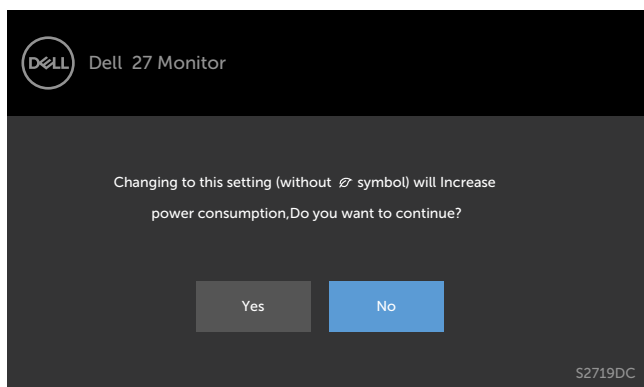 DELL
Dell 27 Monitor
Changing to this setting (without symbol) will Increase
power consumption,Do you want to continue?
Yes
No
S2719DC